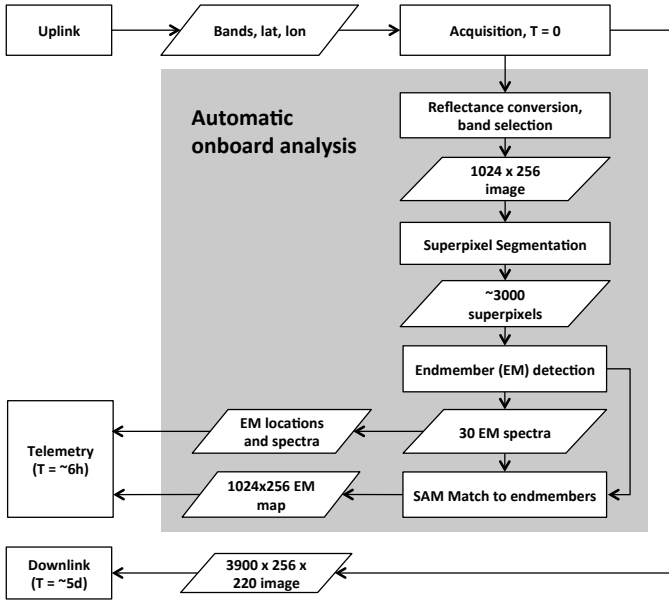 Uplink
Bands, lat, lon
Acquisition, T = 0
Automatic
onboard analysis
Reflectance conversion,
band selection
1024 x 256
image
Superpixel Segmentation
~3000
superpixels
Endmember (EM) detection
30 EM spectra
EM locations
and spectra
Telemetry
(T = ~6h)
SAM Match to endmembers
1024x256 EM
map
3900 x 256 x
220 image
Downlink
(T = ~5d)